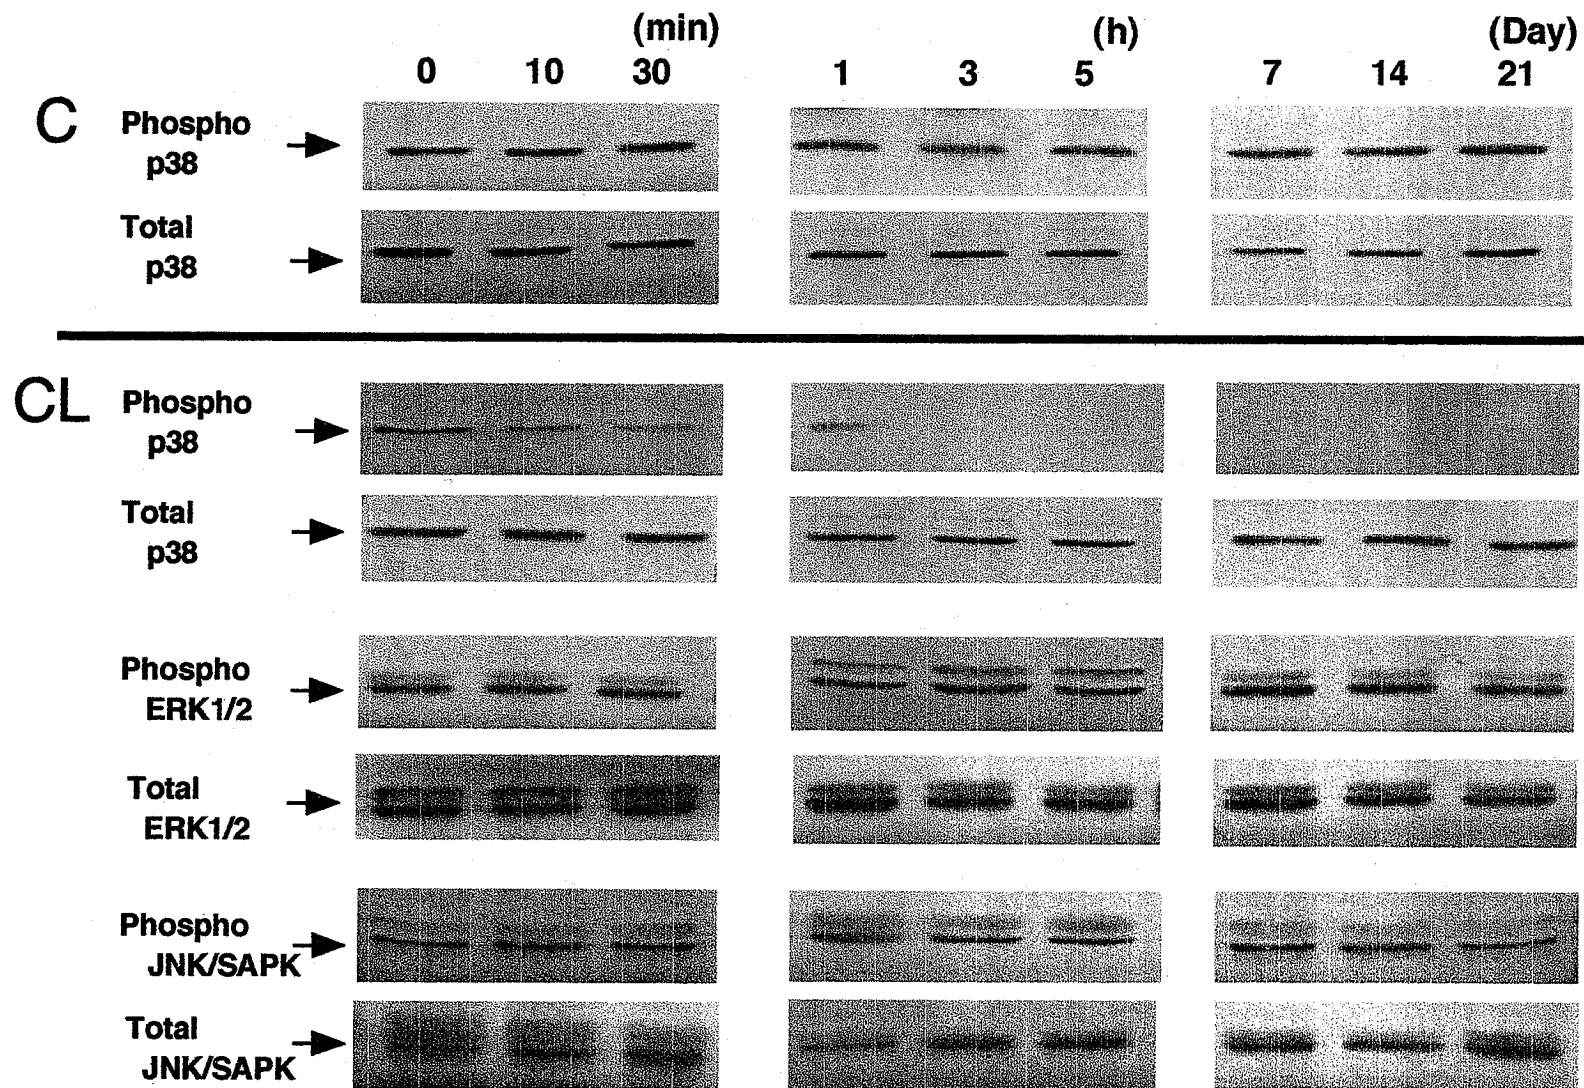 (min) (h) (Day)
0 10 30 1 3 5 7 14 21
C
Phospho
p38
Total
p38
CL
Phospho
p38
Total
p38
Phospho
ERK1/2
Total
ERK1/2
Phospho
JNK/SAPK
Total
JNK/SAPK